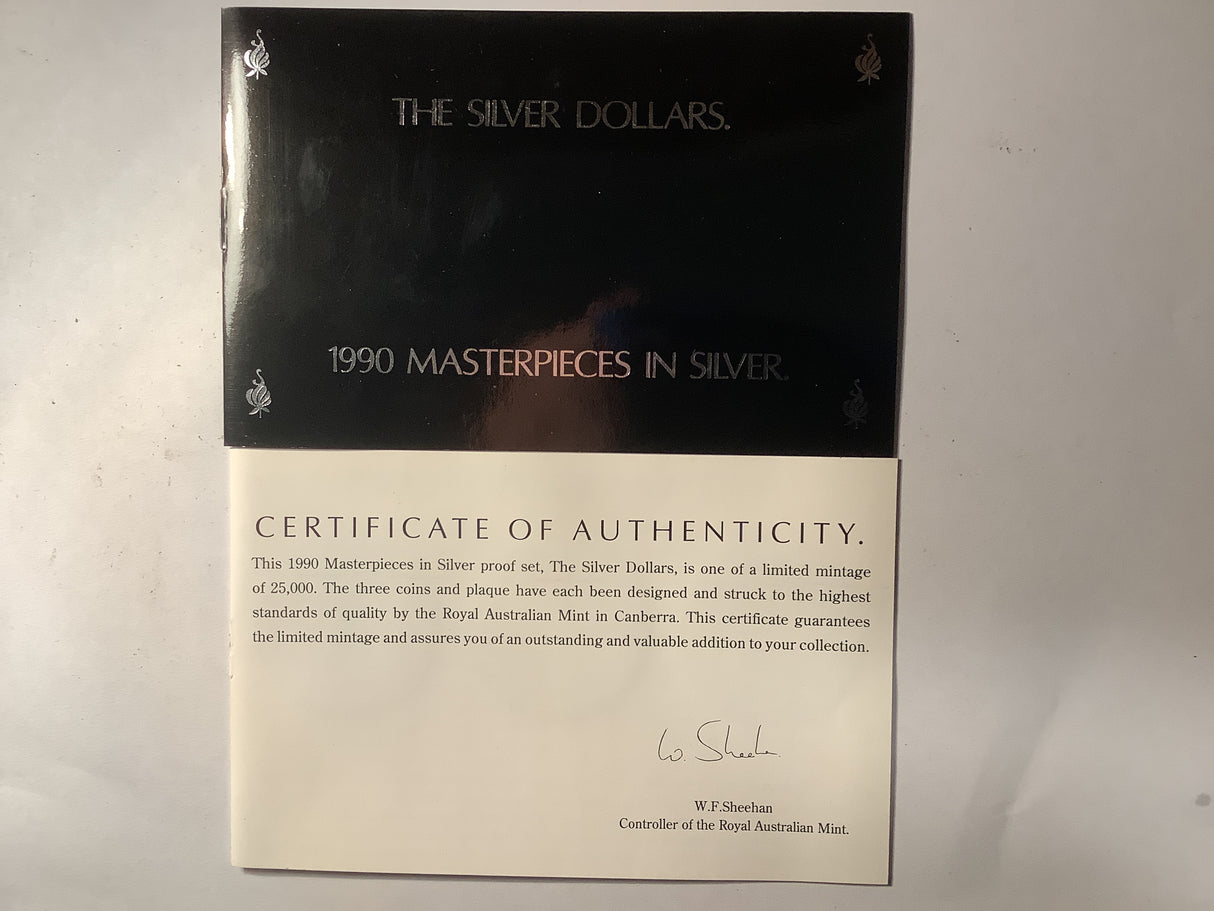 THE SILVER DOLLARS.
1990 MASTERPIECES IN SILVER.
CERTIFICATE OF AUTHENTICITY.
This 1990 Masterpieces in Silver proof set, The Silver Dollars, is one of a limited mintage
of 25,000. The three coins and plaque have each been designed and struck to the highest
standards of quality by the Royal Australian Mint in Canberra. This certificate guarantees
the limited mintage and assures you of an outstanding and valuable addition to your collection.
W. Sheehan
W.F.Sheehan
Controller of the Royal Australian Mint.